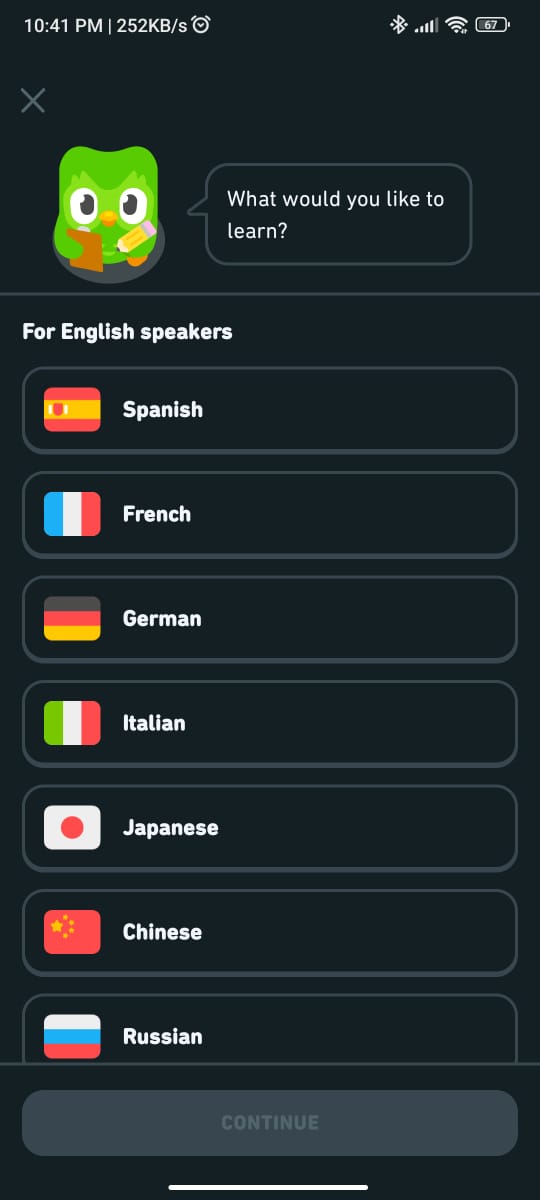 10:41 PM | 252KB/s
67
What would you like to
learn?
For English speakers
Spanish
French
German
Italian
Japanese
Chinese
Russian
CONTINUE